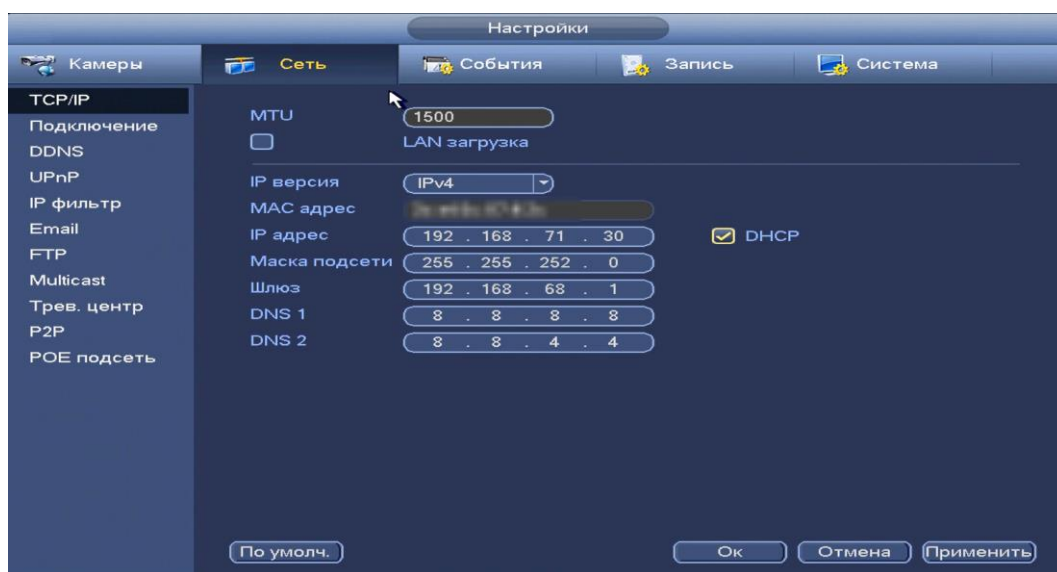 Настройки
Камеры Сеть События Запись Система
TCP/IP
Подключение
DDNS
UPnP
IP фильтр
Email
FTP
Multicast
Трев. центр
P2P
POE подсеть
MTU 1500
LAN загрузка
IP версия IPv4
MAC адрес
IP адрес 192 . 168 . 71 . 30 DHCP
Маска подсети 255 . 255 . 252 . 0
Шлюз 192 . 168 . 68 . 1
DNS 1 8 . 8 . 8 . 8
DNS 2 8 . 8 . 4 . 4
По умолч. Ок Отмена Применить